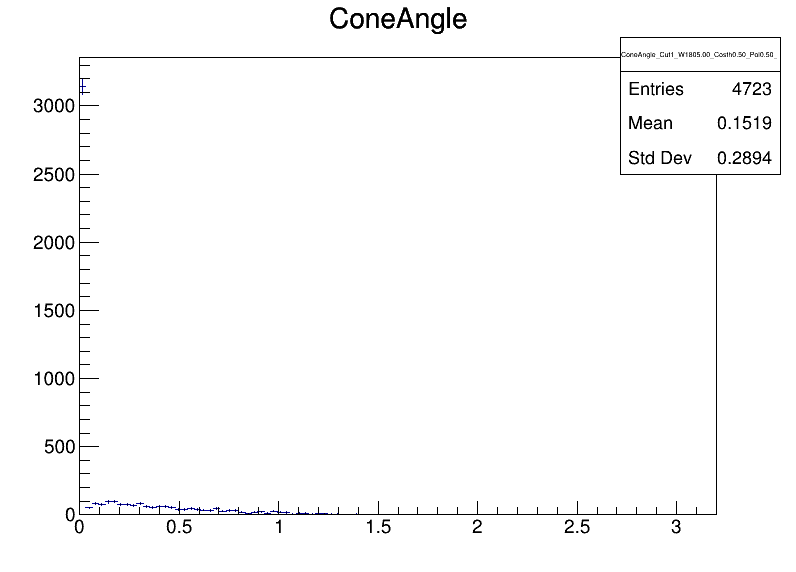 ConeAngle
ConeAngle_Cut1_W1805.00_Costh0.50_Pol0.50_
Entries 4723
Mean 0.1519
Std Dev 0.2894
3000
2500
2000
1500
1000
500
0
0 0.5 1 1.5 2 2.5 3